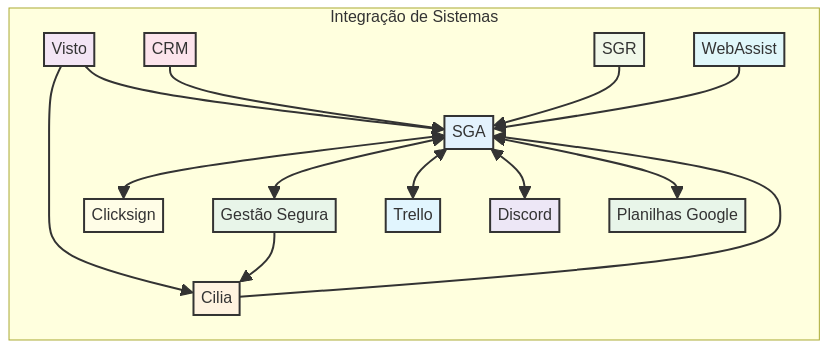 Integração de Sistemas
Visto
CRM
SGR
WebAssist
SGA
Clicksign
Gestão Segura
Trello
Discord
Planilhas Google
Cilia